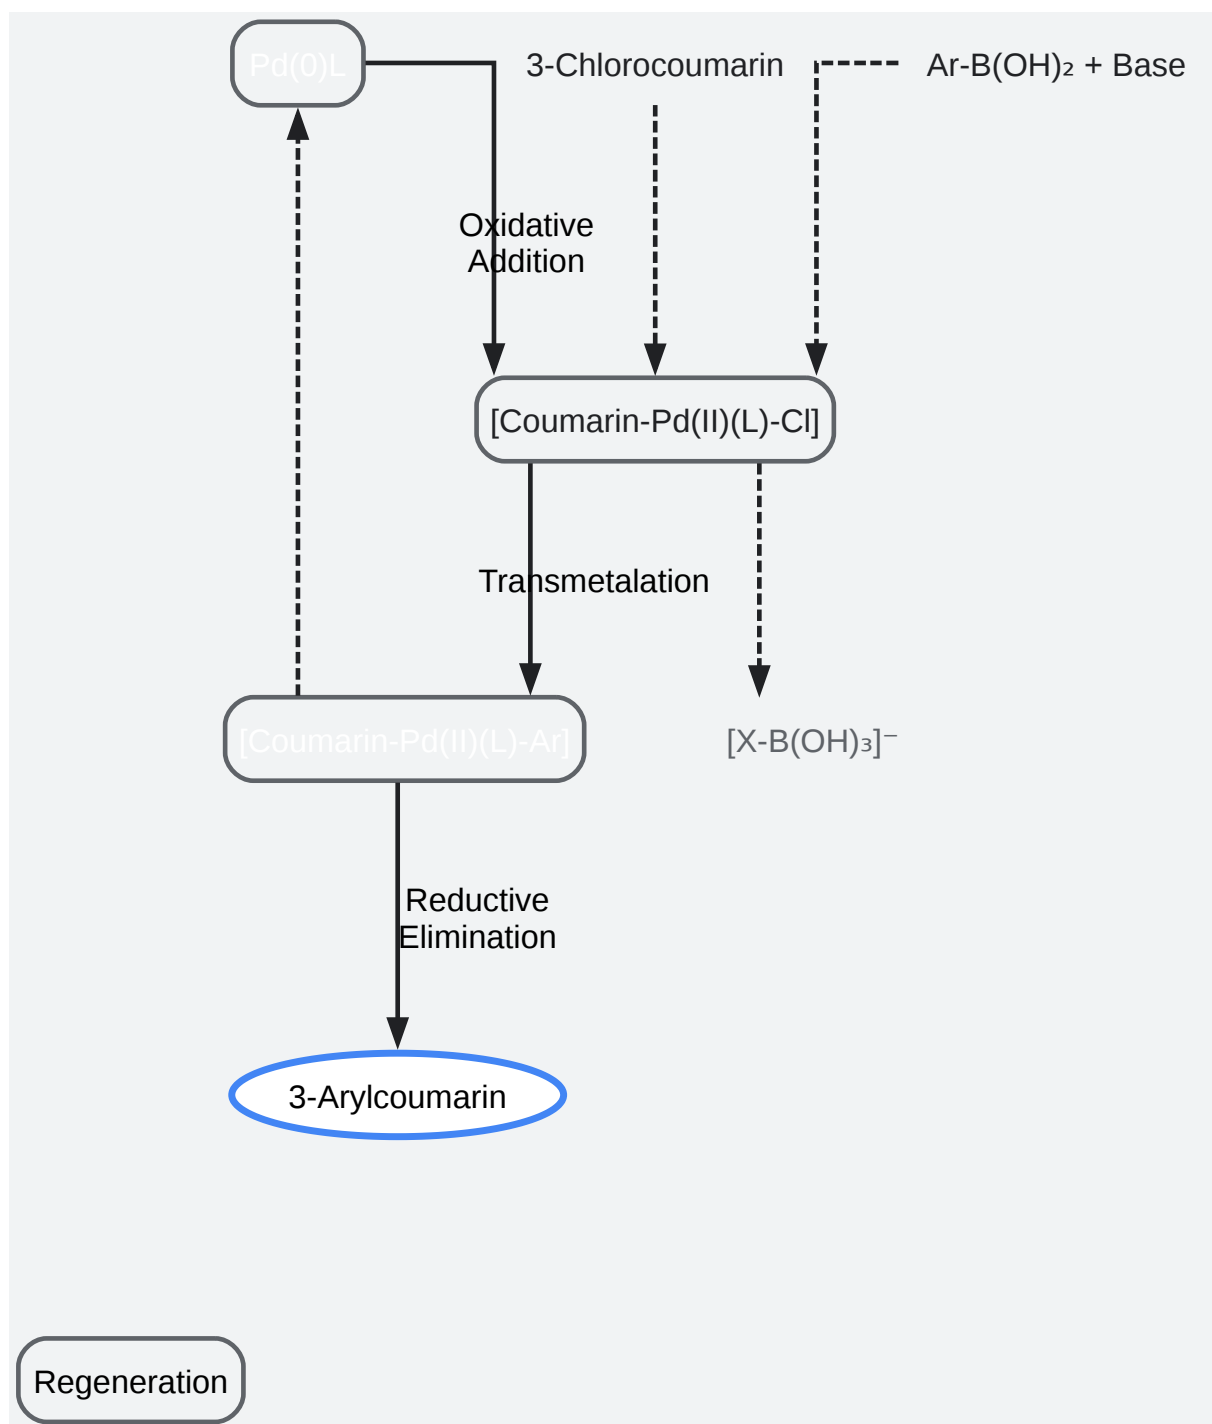 Pd(0)L
3-Chlorocoumarin
Ar-B(OH)₂ + Base
Oxidative
Addition
[Coumarin-Pd(II)(L)-Cl]
Transmetalation
[Coumarin-Pd(II)(L)-Ar]
[X-B(OH)₃]⁻
Reductive
Elimination
3-Arylcoumarin
Regeneration